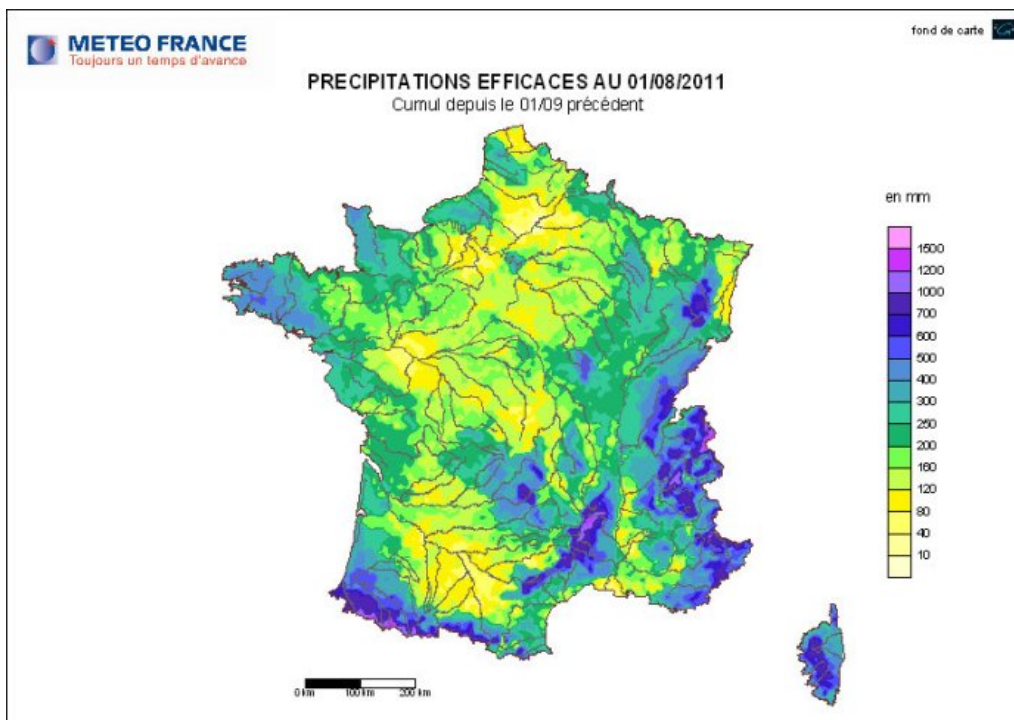 METEO FRANCE
Toujours un temps d'avance
fond de carte
PRECIPITATIONS EFFICACES AU 01/08/2011
Cumul depuis le 01/09 précédent
en mm
1500
1200
1000
700
600
500
400
300
250
200
160
120
80
40
10
0 km 100 km 200 km